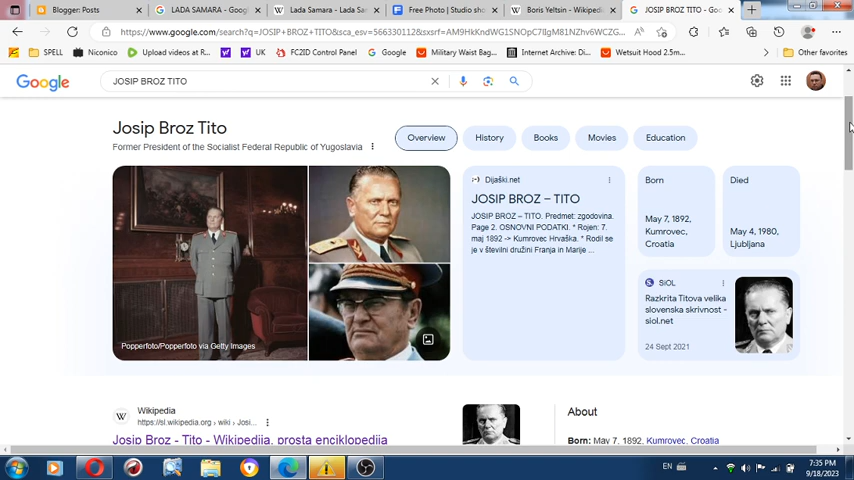 Blogger: Posts
LADA SAMARA - Googl
Lada Samara - Lada Sam
Free Photo | Studio sho
Boris Yeltsin - Wikipedi
JOSIP BROZ TITO - Goo
https://www.google.com/search?q=JOSIP+BROZ+TITO&sca_esv=566330112&sxsrf=
SPELL
Niconico
Upload videos at R...
UK
FC2ID Control Panel
Google
Military Waist Bag...
Internet Archive: Di...
Wetsuit Hood 2.5m...
Other favorites
Google
JOSIP BROZ TITO
Josip Broz Tito
Former President of the Socialist Federal Republic of Yugoslavia
Overview
History
Books
Movies
Education
Popperfoto/Popperfoto via Getty Images
Dijaški.net
JOSIP BROZ – TITO
JOSIP BROZ – TITO. Predmet: zgodovina.
Page 2. OSNOVNI PODATKI. * Rojen: 7.
maj 1892 -> Kumrovec Hrvaška. * Rodil se
je v številni družini Franja in Marije ...
Born
May 7, 1892,
Kumrovec,
Croatia
Died
May 4, 1980,
Ljubljana
SiOL
Razkrita Titova velika
slovenska skrivnost -
siol.net
24 Sept 2021
Wikipedia
https://sl.wikipedia.org › wiki › Josi...
Josip Broz - Tito - Wikipedija, prosta enciklopedija
About
Born: May 7, 1892, Kumrovec, Croatia
EN
7:35 PM
9/18/2023